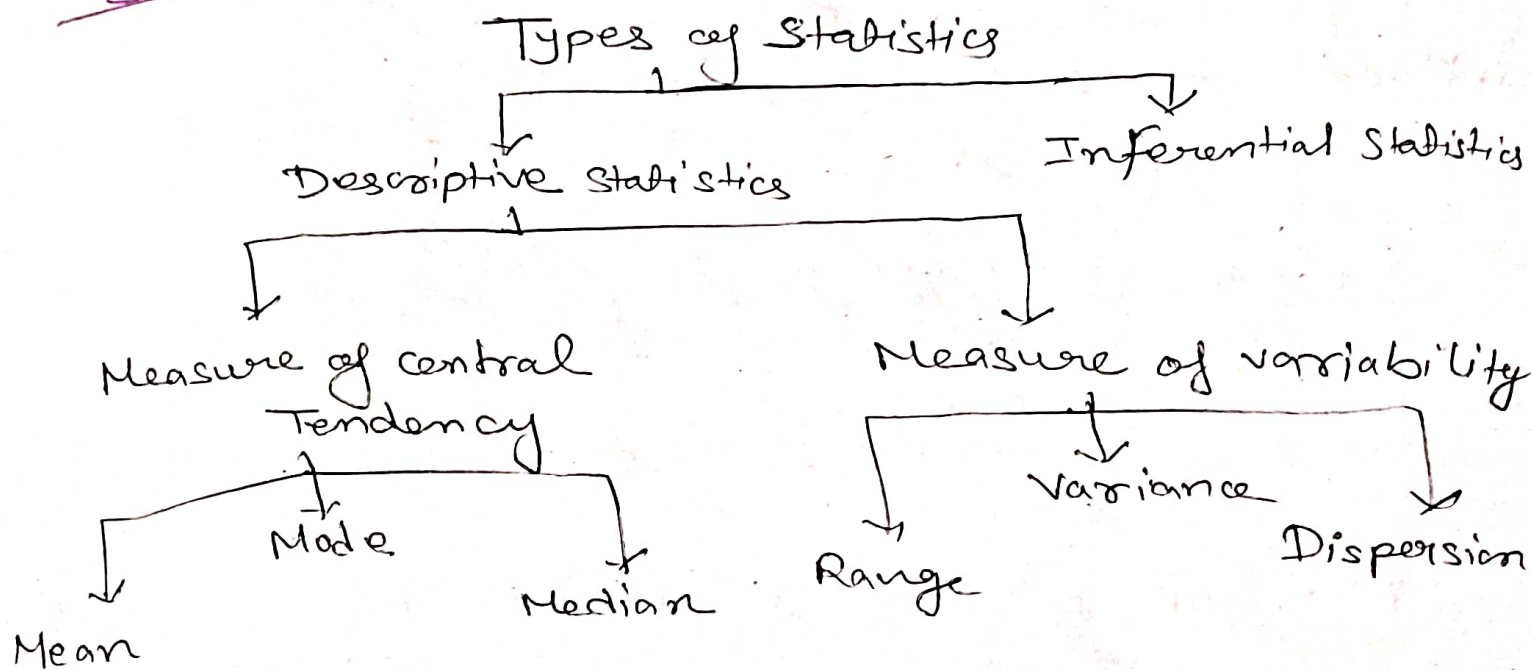 Types of Statistics
Inferential Statistics
Descriptive Statistics
Measure of central
Tendency
Measure of variability
Mean
Mode
Median
Range
Variance
Dispersion